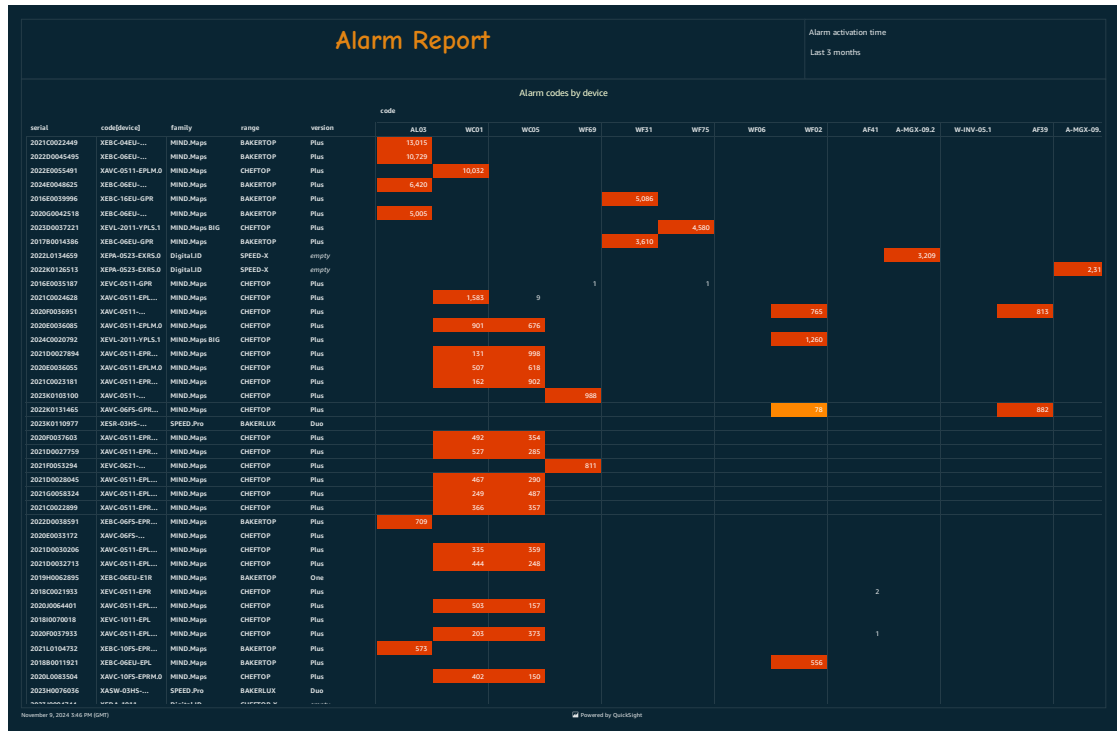 Alarm Report
Alarm activation time
Last 3 months
Alarm codes by device
code
serial code[device] family range version AL03 WC01 WC05 WF69 WF31 WF75 WF06 WF02 AF41 A-MGX-09.2 W-INV-05.1 AF39 A-MGX-09.
2021C0022449 XEBC-04EU-... MIND.Maps BAKERTOP Plus 13,015
2022D0045495 XEBC-06EU-... MIND.Maps BAKERTOP Plus 10,729
2022E0055491 XAVC-0511-EPLM.0 MIND.Maps CHEFTOP Plus 10,032
2024E0048625 XEBC-06EU-... MIND.Maps BAKERTOP Plus 6,420
2016E0039996 XEBC-16EU-GPR MIND.Maps BAKERTOP Plus 5,086
2020G0042518 XEBC-06EU-... MIND.Maps BAKERTOP Plus 5,005
2023D0037221 XEVL-2011-YPLS.1 MIND.Maps BIG CHEFTOP Plus 4,580
2017B0014386 XEBC-06EU-GPR MIND.Maps BAKERTOP Plus 3,610
2022L0134659 XEPA-0523-EXRS.0 Digital.ID SPEED-X empty 3,209
2022K0126513 XEPA-0523-EXRS.0 Digital.ID SPEED-X empty 2,31
2016E0035187 XEVC-0511-GPR MIND.Maps CHEFTOP Plus 1 1
2021C0024628 XAVC-0511-EPL... MIND.Maps CHEFTOP Plus 1,583 9
2020F0036951 XAVC-0511-... MIND.Maps CHEFTOP Plus 765 813
2020E0036085 XAVC-0511-EPLM.0 MIND.Maps CHEFTOP Plus 901 676
2024C0020792 XEVL-2011-YPLS.1 MIND.Maps BIG CHEFTOP Plus 1,260
2021D0027894 XAVC-0511-EPR... MIND.Maps CHEFTOP Plus 131 998
2020E0036055 XAVC-0511-EPLM.0 MIND.Maps CHEFTOP Plus 507 618
2021C0023181 XAVC-0511-EPR... MIND.Maps CHEFTOP Plus 162 902
2023K0103100 XAVC-0511-... MIND.Maps CHEFTOP Plus 988
2022K0131465 XAVC-06FS-GPR... MIND.Maps CHEFTOP Plus 78 882
2023K0110977 XESR-03HS-... SPEED.Pro BAKERLUX Duo
2020F0037603 XAVC-0511-EPR... MIND.Maps CHEFTOP Plus 492 354
2021D0027759 XAVC-0511-EPR... MIND.Maps CHEFTOP Plus 527 285
2021F0053294 XEVC-0621-... MIND.Maps CHEFTOP Plus 811
2021D0028045 XAVC-0511-EPL... MIND.Maps CHEFTOP Plus 467 290
2021G0058324 XAVC-0511-EPL... MIND.Maps CHEFTOP Plus 249 487
2021C0022899 XAVC-0511-EPR... MIND.Maps CHEFTOP Plus 366 357
2022D0038591 XEBC-06FS-EPR... MIND.Maps BAKERTOP Plus 709
2020E0033172 XAVC-06FS-... MIND.Maps CHEFTOP Plus
2021D0030206 XAVC-0511-EPL... MIND.Maps CHEFTOP Plus 335 359
2021D0032713 XAVC-0511-EPL... MIND.Maps CHEFTOP Plus 444 248
2019H0062895 XEBC-06EU-E1R MIND.Maps BAKERTOP One
2018C0021933 XEVC-0511-EPR MIND.Maps CHEFTOP Plus 2
2020J0064401 XAVC-0511-EPL... MIND.Maps CHEFTOP Plus 503 157
2018I0070018 XEVC-1011-EPL MIND.Maps CHEFTOP Plus
2020F0037933 XAVC-0511-EPL... MIND.Maps CHEFTOP Plus 203 373 1
2021L0104732 XEBC-10FS-EPR... MIND.Maps BAKERTOP Plus 573
2018B0011921 XEBC-06EU-EPL MIND.Maps BAKERTOP Plus 556
2020L0083504 XAVC-10FS-EPRM.0 MIND.Maps CHEFTOP Plus 402 150
2023H0076036 XASW-03HS-... SPEED.Pro BAKERLUX Duo
November 9, 2024 3:46 PM (GMT)
Powered by QuickSight